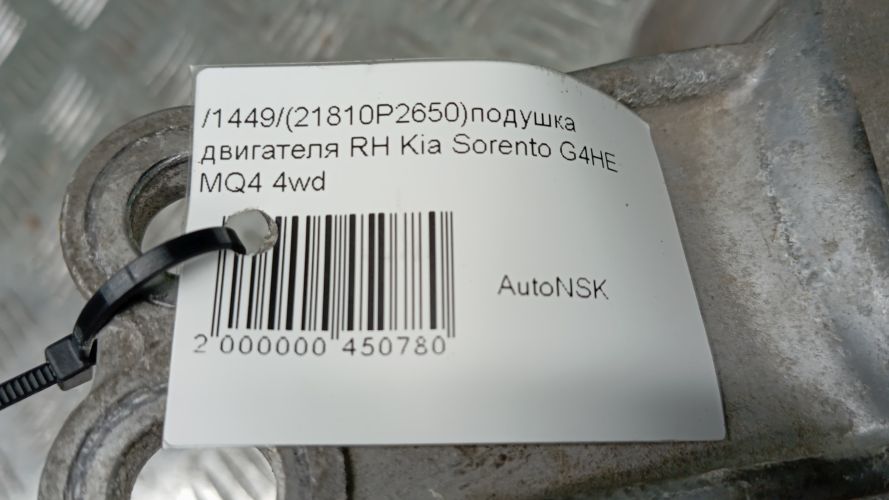 /1449/(21810P2650)подушка
двигателя RH Kia Sorento G4HE
MQ4 4wd
AutoNSK
2 000000 450780